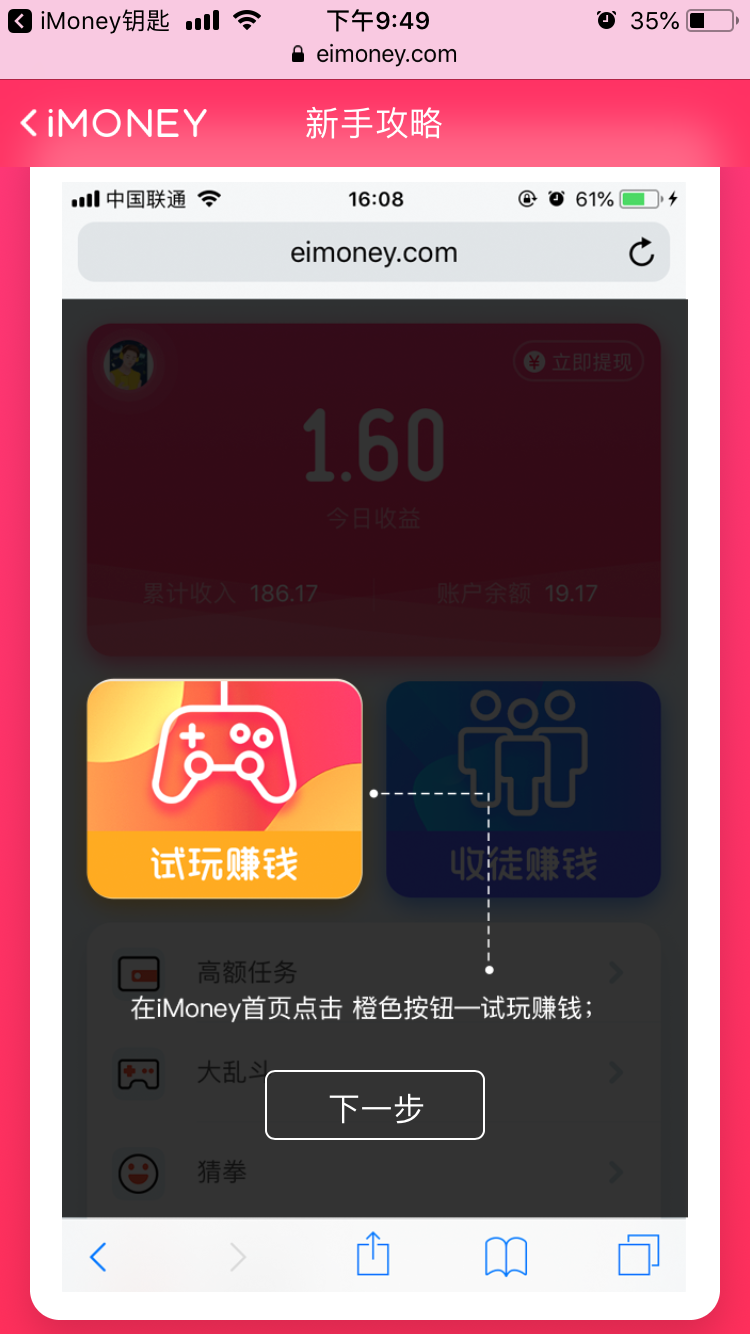 iMoney钥匙 下午9:49 35%
eimoney.com
iMONEY 新手攻略
中国联通 16:08 61%
eimoney.com
¥ 立即提现
1.60
今日收益
累计收入 186.17 账户余额 19.17
试玩赚钱 收徒赚钱
高额任务
在iMoney首页点击 橙色按钮—试玩赚钱；
大乱斗
下一步
猜拳